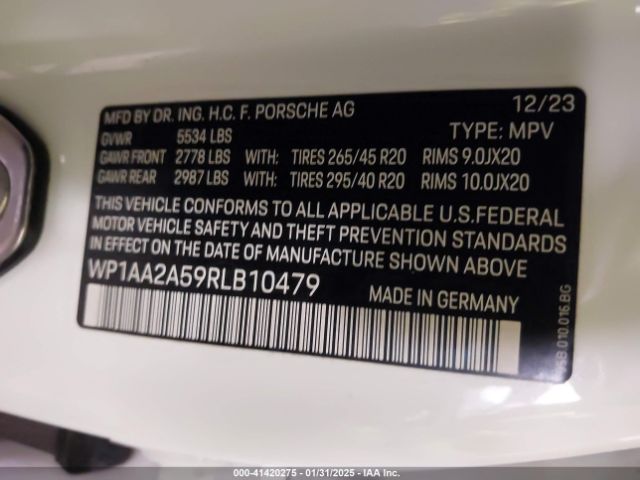 MFD BY DR. ING. H.C. F. PORSCHE AG 12/23
GVWR 5534 LBS TYPE: MPV
GAWR FRONT 2778 LBS WITH: TIRES 265/45 R20 RIMS 9.0JX20
GAWR REAR 2987 LBS WITH: TIRES 295/40 R20 RIMS 10.0JX20
THIS VEHICLE CONFORMS TO ALL APPLICABLE U.S.FEDERAL
MOTOR VEHICLE SAFETY AND THEFT PREVENTION STANDARDS
IN EFFECT ON THE DATE OF MANUFACTURE SHOWN ABOVE
WP1AA2A59RLB10479 MADE IN GERMANY
000-41420275 - 01/31/2025 - IAA Inc.